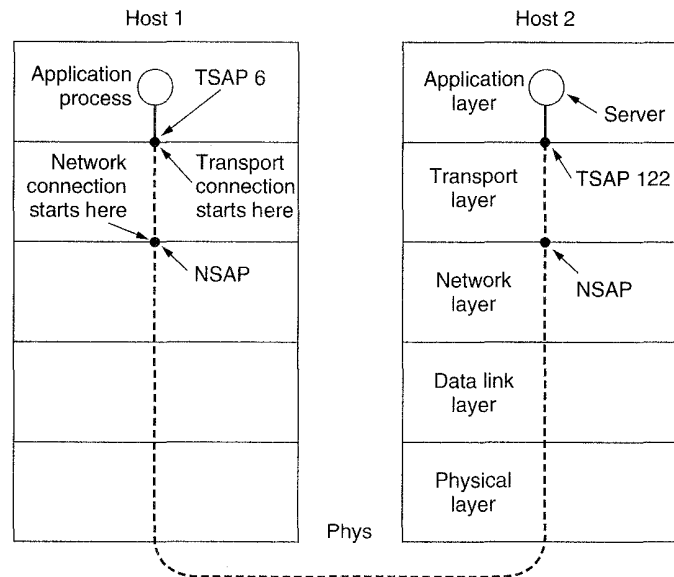 Host 1
Host 2
Application
process
TSAP 6
Network
connection
starts here
Transport
connection
starts here
NSAP
Application
layer
Server
Transport
layer
TSAP 122
Network
layer
NSAP
Data link
layer
Physical
layer
Phys